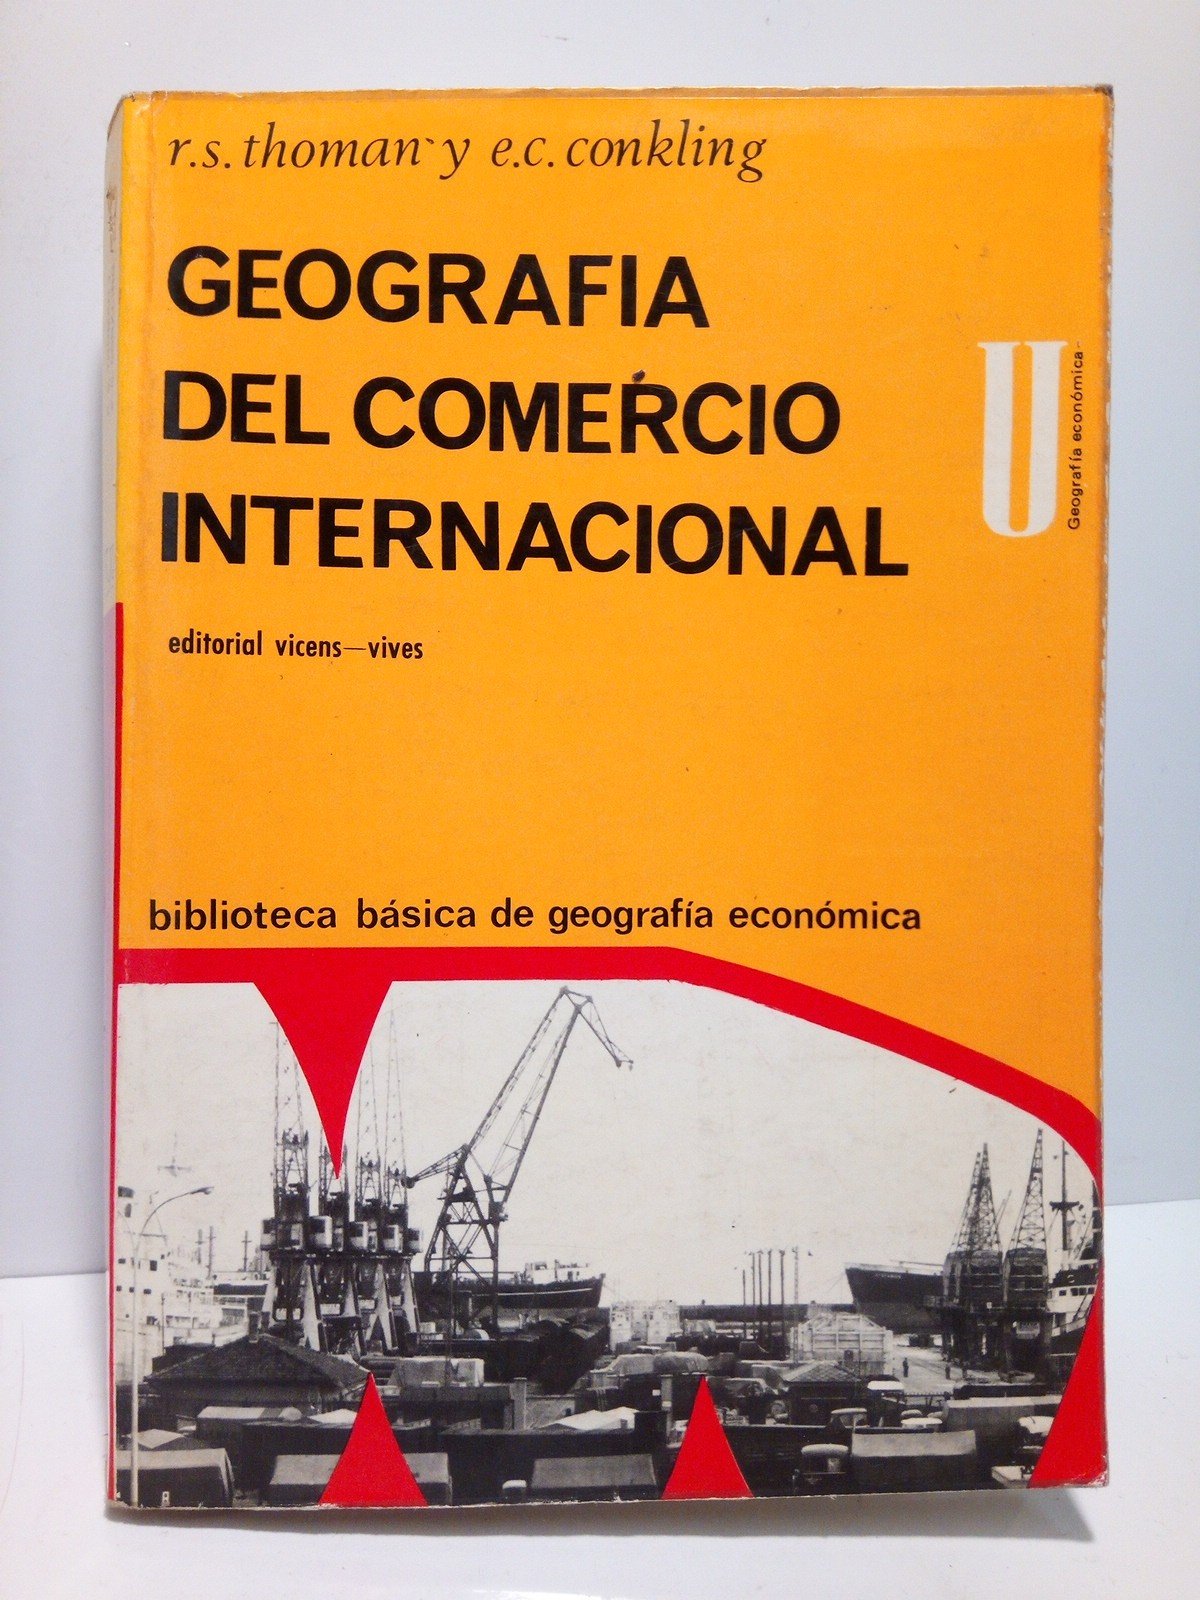 r.s. thoman y e.c. conkling
GEOGRAFIA
DEL COMERCIO
INTERNACIONAL
U
Geografía económica-
editorial vicens—vives
biblioteca básica de geografía económica